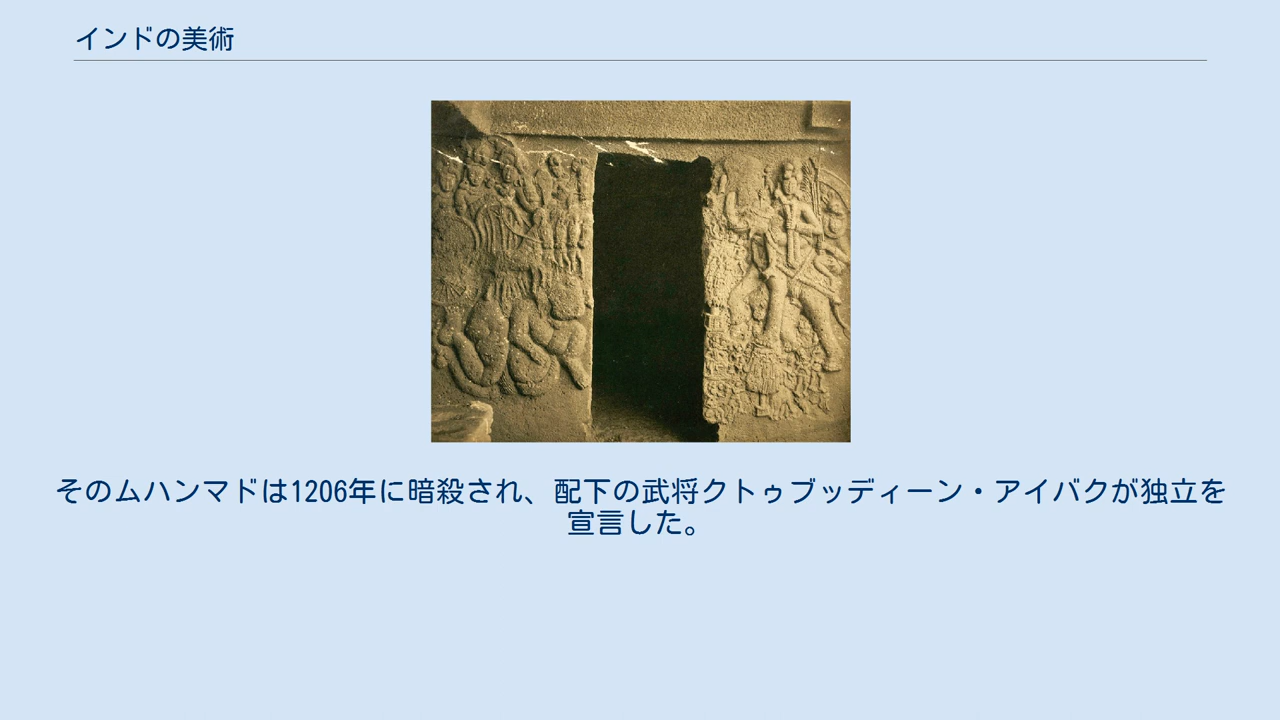 インドの美術
そのムハンマドは1206年に暗殺され、配下の武将クトゥブッディーン・アイバクが独立を
宣言した。